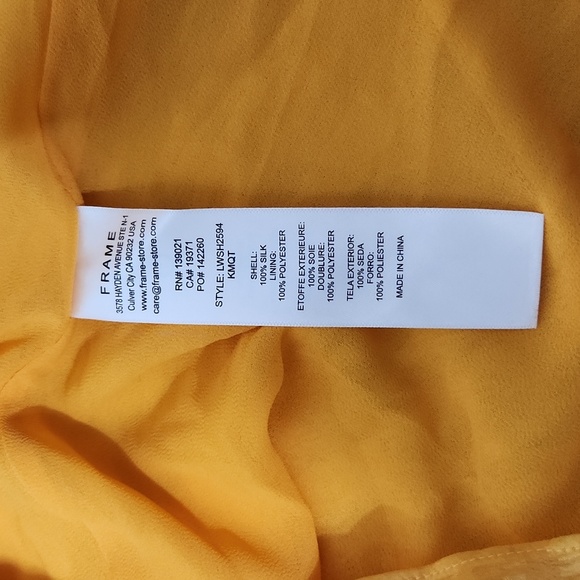 FRAME
3578 HAYDEN AVENUE STE N-1
Culver City CA 90232 USA
www.frame-store.com
care@frame-store.com
RN# 139021
CA# 19371
PO# 142260
STYLE: LWSH2594
KMQT
SHELL:
100% SILK
LINING:
100% POLYESTER
ETOFFE EXTERIEURE:
100% SOIE
DOUBLURE:
100% POLYESTER
TELA EXTERIOR:
100% SEDA
FORRO:
100% POLIESTER
MADE IN CHINA